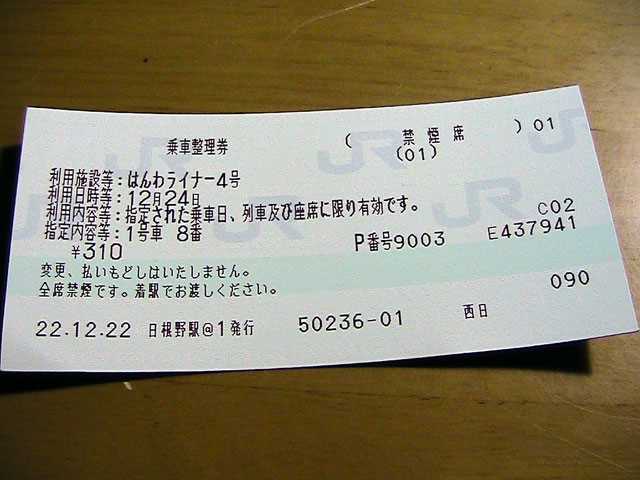 乗車整理券
( 禁煙席 ) 01
(01)
利用施設等:はんわライナー4号
利用日時等:12月24日
利用内容等:指定された乗車日、列車及び座席に限り有効です。
指定内容等:1号車 8番
C02
¥310
P番号9003 E437941
変更、払いもどしはいたしません。
全席禁煙です。着駅でお渡しください。
090
22.12.22 日根野駅@1発行 50236-01 西日
JR JR JR JR JR